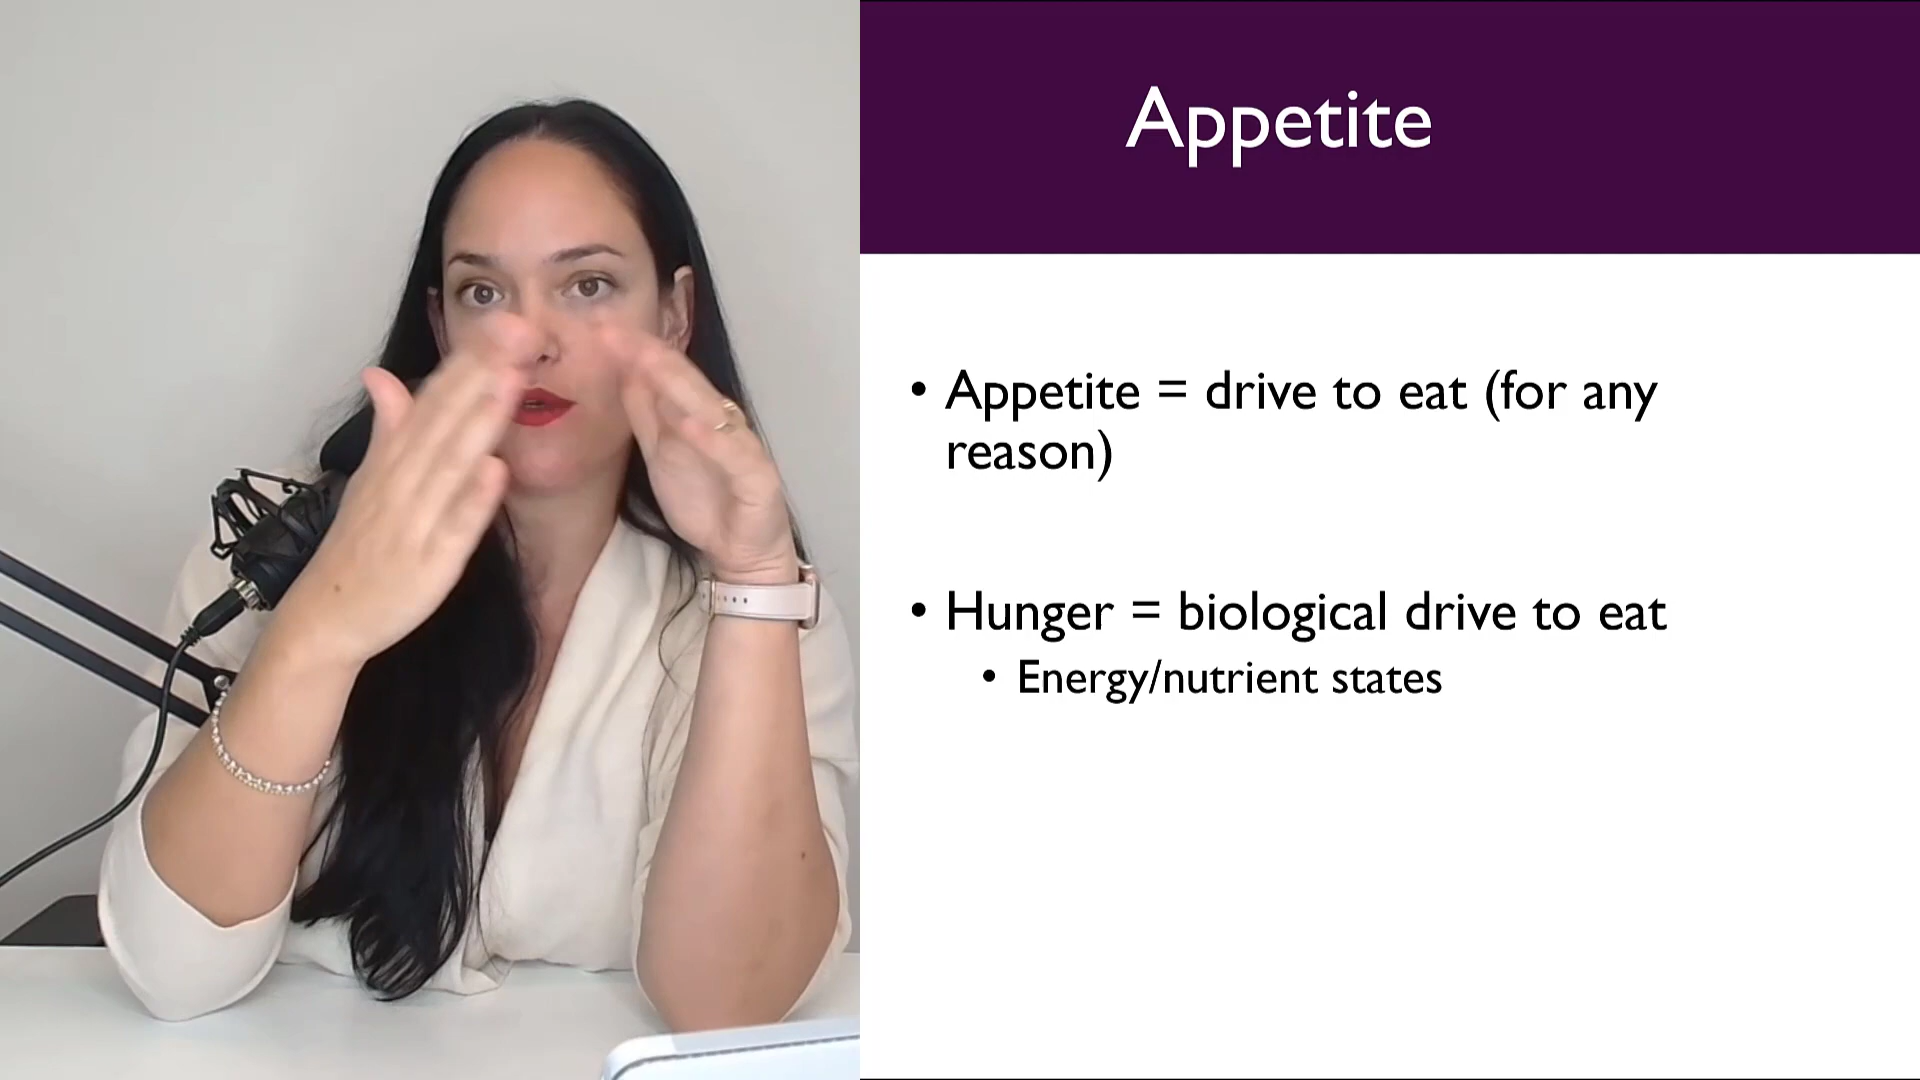 Appetite
• Appetite = drive to eat (for any
reason)
• Hunger = biological drive to eat
• Energy/nutrient states